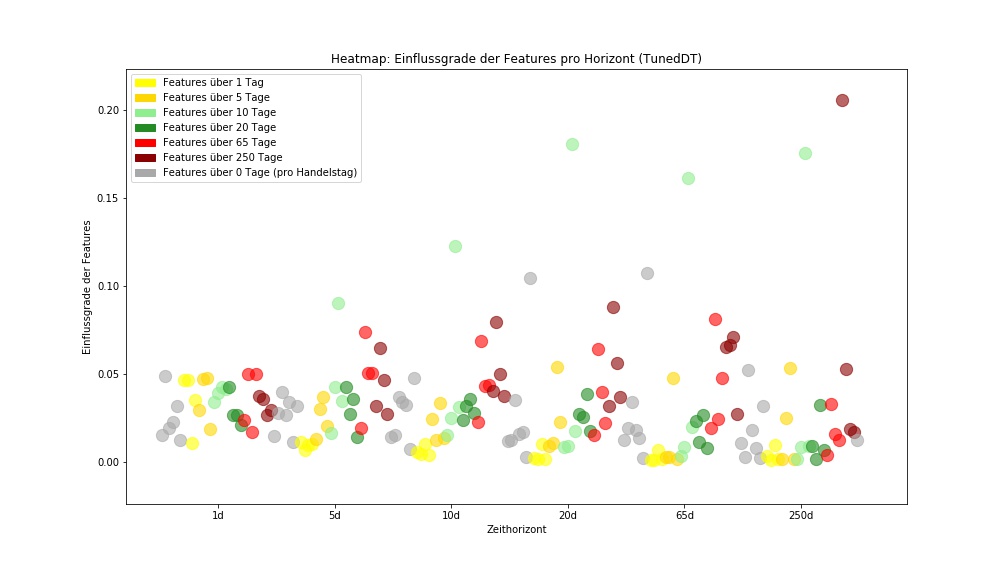 Heatmap: Einflussgrade der Features pro Horizont (TunedDT)
Features über 1 Tag
Features über 5 Tage
Features über 10 Tage
Features über 20 Tage
Features über 65 Tage
Features über 250 Tage
Features über 0 Tage (pro Handelstag)
Einflussgrade der Features
0.20
0.15
0.10
0.05
0.00
1d 5d 10d 20d 65d 250d
Zeithorizont